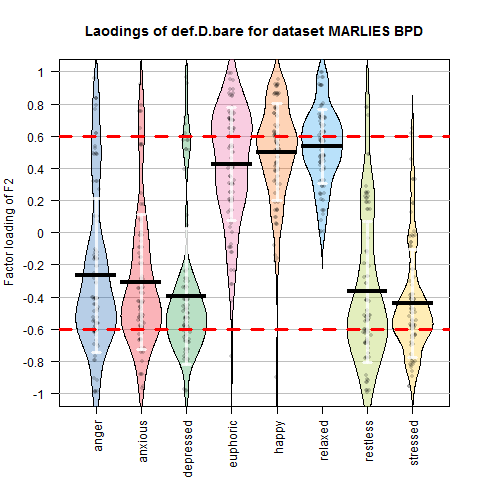 Laodings of def.D.bare for dataset MARLIES BPD
Factor loading of F2
1
0.8
0.6
0.4
0.2
0
-0.2
-0.4
-0.6
-0.8
-1
anger
anxious
depressed
euphoric
happy
relaxed
restless
stressed